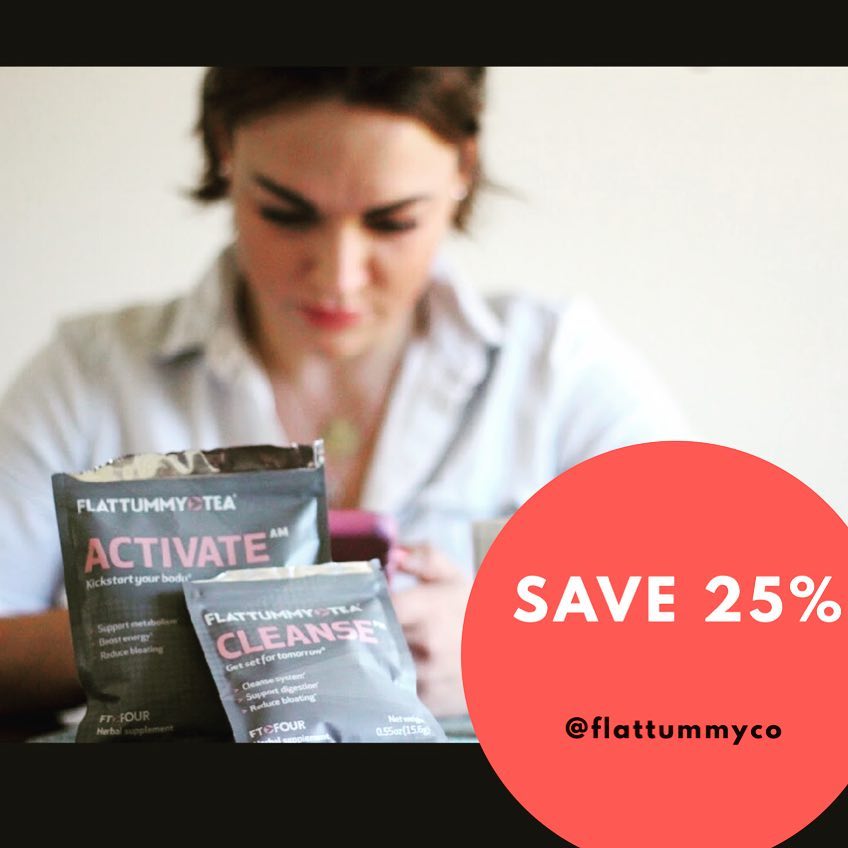 FLATTUMMY TEA
ACTIVATE AM
Kickstart your body
Support metabolism
Boost energy
Reduce bloating
FT FOUR
Herbal supplement
FLATTUMMY TEA
CLEANSE PM
Get set for tomorrow
Cleanse system
Support digestion
Reduce bloating
FT FOUR
Herbal supplement
Net weight
0.55oz(15.6g)
SAVE 25%
@flattummyco